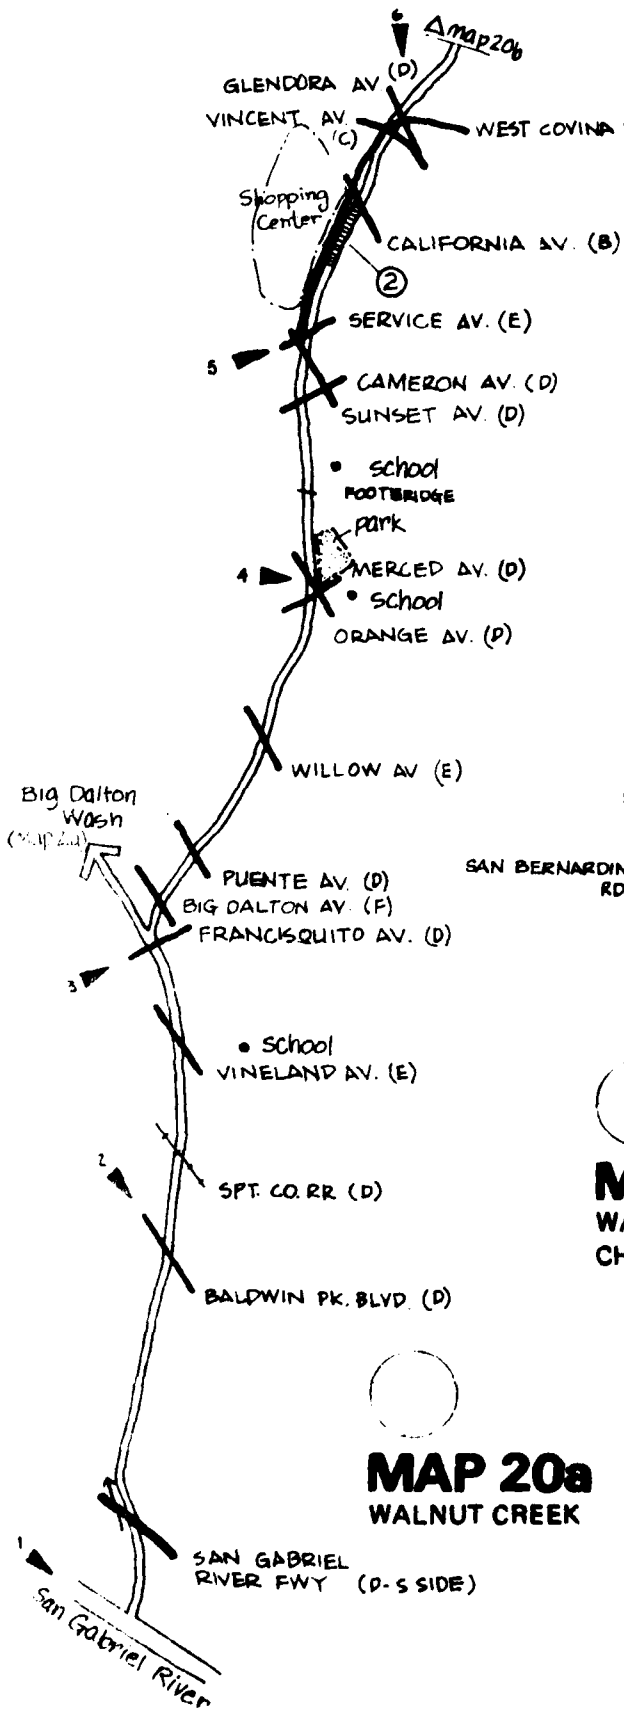 6
Δ map 20b
GLENDORA AV (D)
VINCENT AV. (C)
WEST COVINA
Shopping
Center
CALIFORNIA AV. (B)
2
SERVICE AV. (E)
5
CAMERON AV. (D)
SUNSET AV. (D)
school
FOOTBRIDGE
park
4
MERCED AV. (D)
school
ORANGE AV. (D)
WILLOW AV (E)
Big Dalton
Wash
SAN BERNARDIN
RD
PUENTE AV. (D)
BIG DALTON AV. (F)
FRANCISQUITO AV. (D)
3
school
VINELAND AV. (E)
2
SPT. CO. RR (D)
M
WA
CH
BALDWIN PK. BLVD. (D)
MAP 20a
WALNUT CREEK
1
SAN GABRIEL
RIVER FWY (D-S SIDE)
San Gabriel River